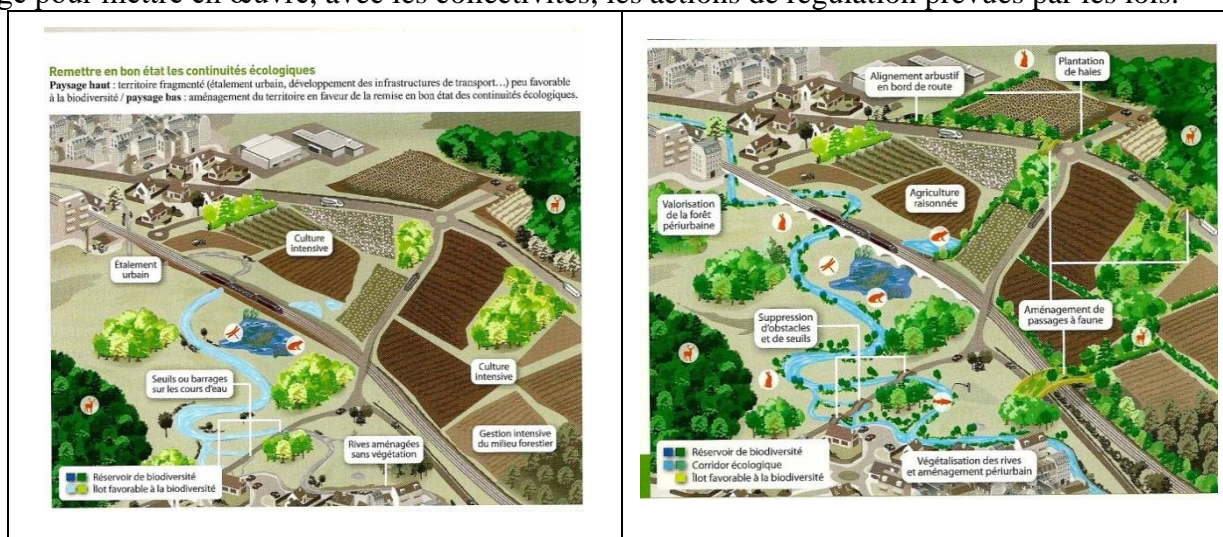 ge pour mettre en œuvre, avec les collectivités, les actions de régulation prévues par les lois.
Remettre en bon état les continuités écologiques
Paysage haut : territoire fragmenté (étalement urbain, développement des infrastructures de transport...) peu favorable
à la biodiversité / paysage bas : aménagement du territoire en faveur de la remise en bon état des continuités écologiques.
Culture
intensive
Étalement
urbain
Seuils ou barrages
sur les cours d'eau
Culture
intensive
Rives aménagées
sans végétation
Gestion intensive
du milieu forestier
Réservoir de biodiversité
Îlot favorable à la biodiversité
Alignement arbustif
en bord de route
Plantation
de haies
Valorisation
de la forêt
périurbaine
Agriculture
raisonnée
Suppression
d'obstacles
et de seuils
Aménagement de
passages à faune
Végétalisation des rives
et aménagement périurbain
Réservoir de biodiversité
Corridor écologique
Îlot favorable à la biodiversité